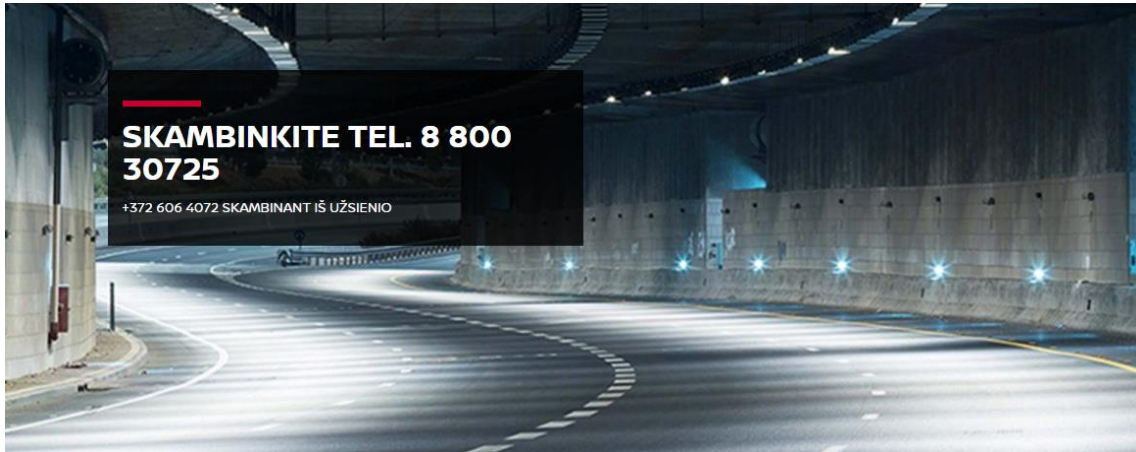 SKAMBINKITE TEL. 8 800
30725
+372 606 4072 SKAMBINANT IŠ UŽSIENIO